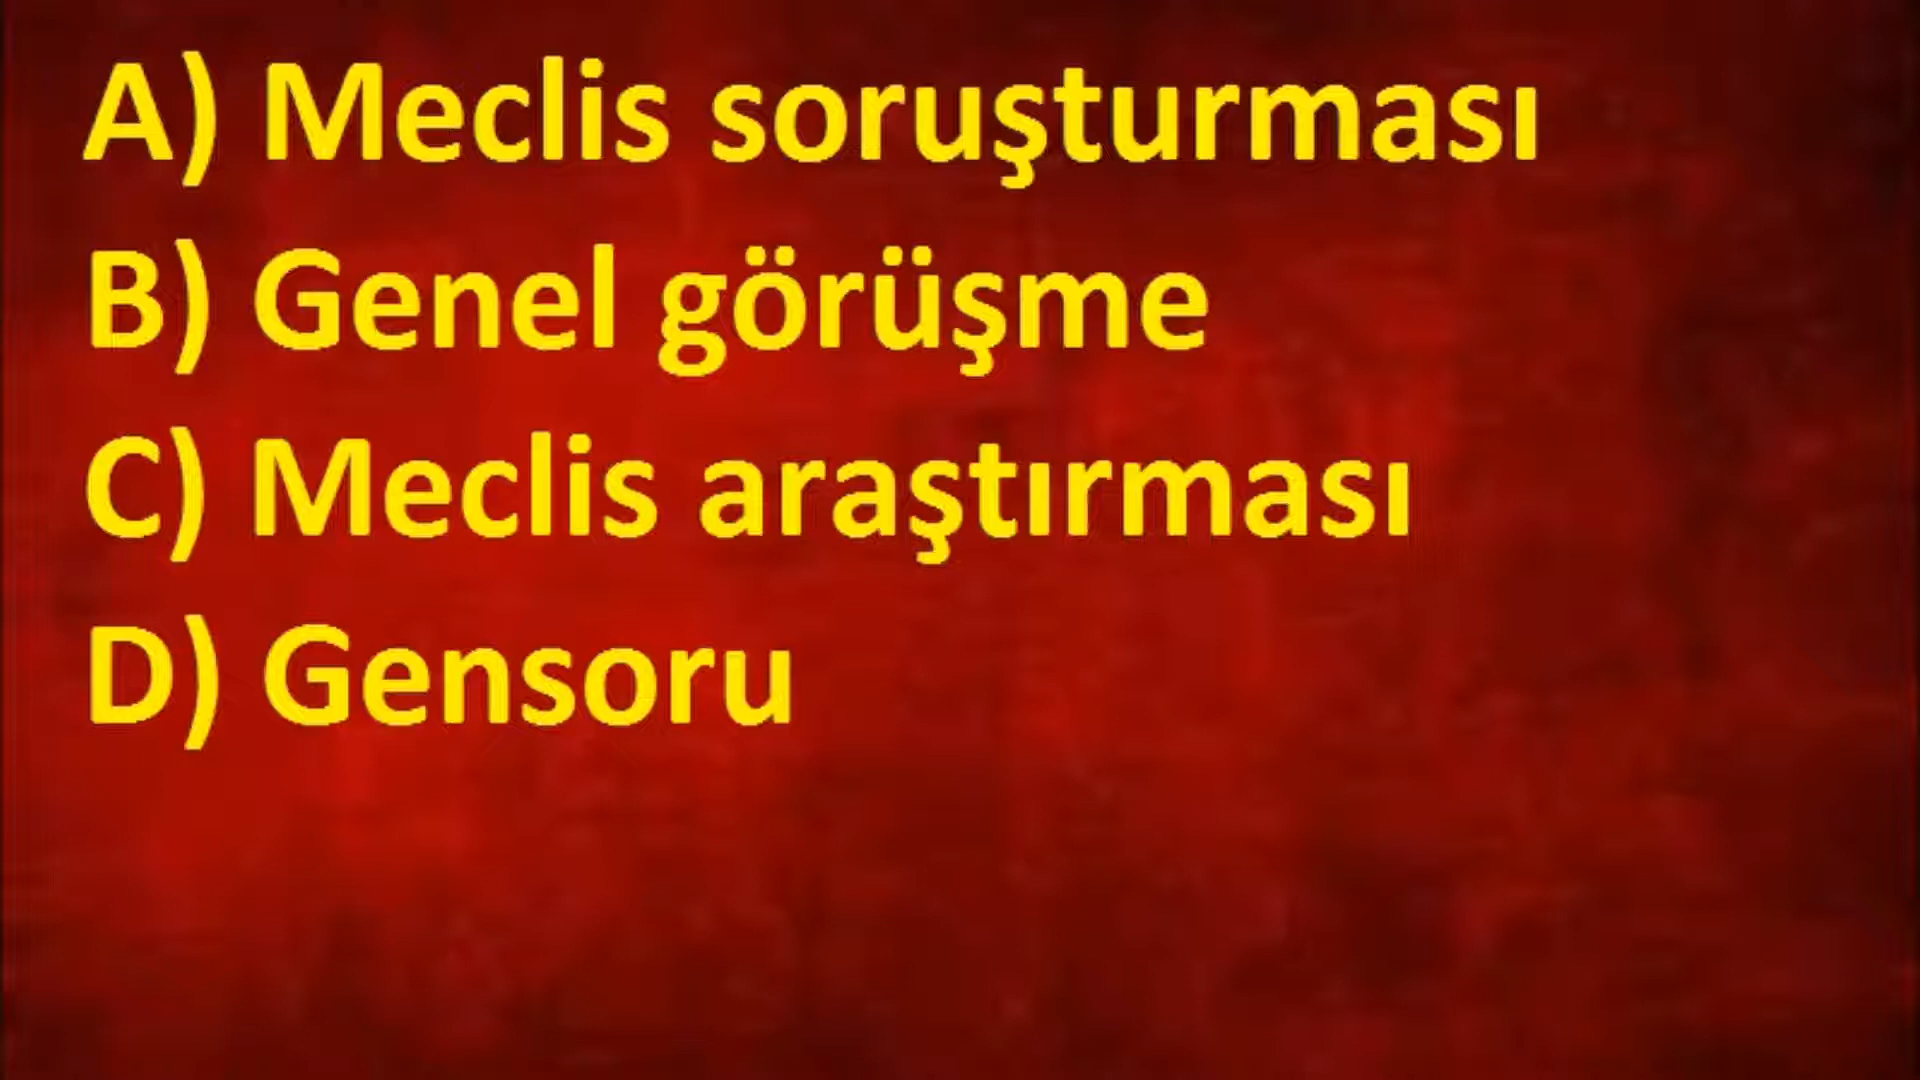 A) Meclis soruşturması
B) Genel görüşme
C) Meclis araştırması
D) Gensoru